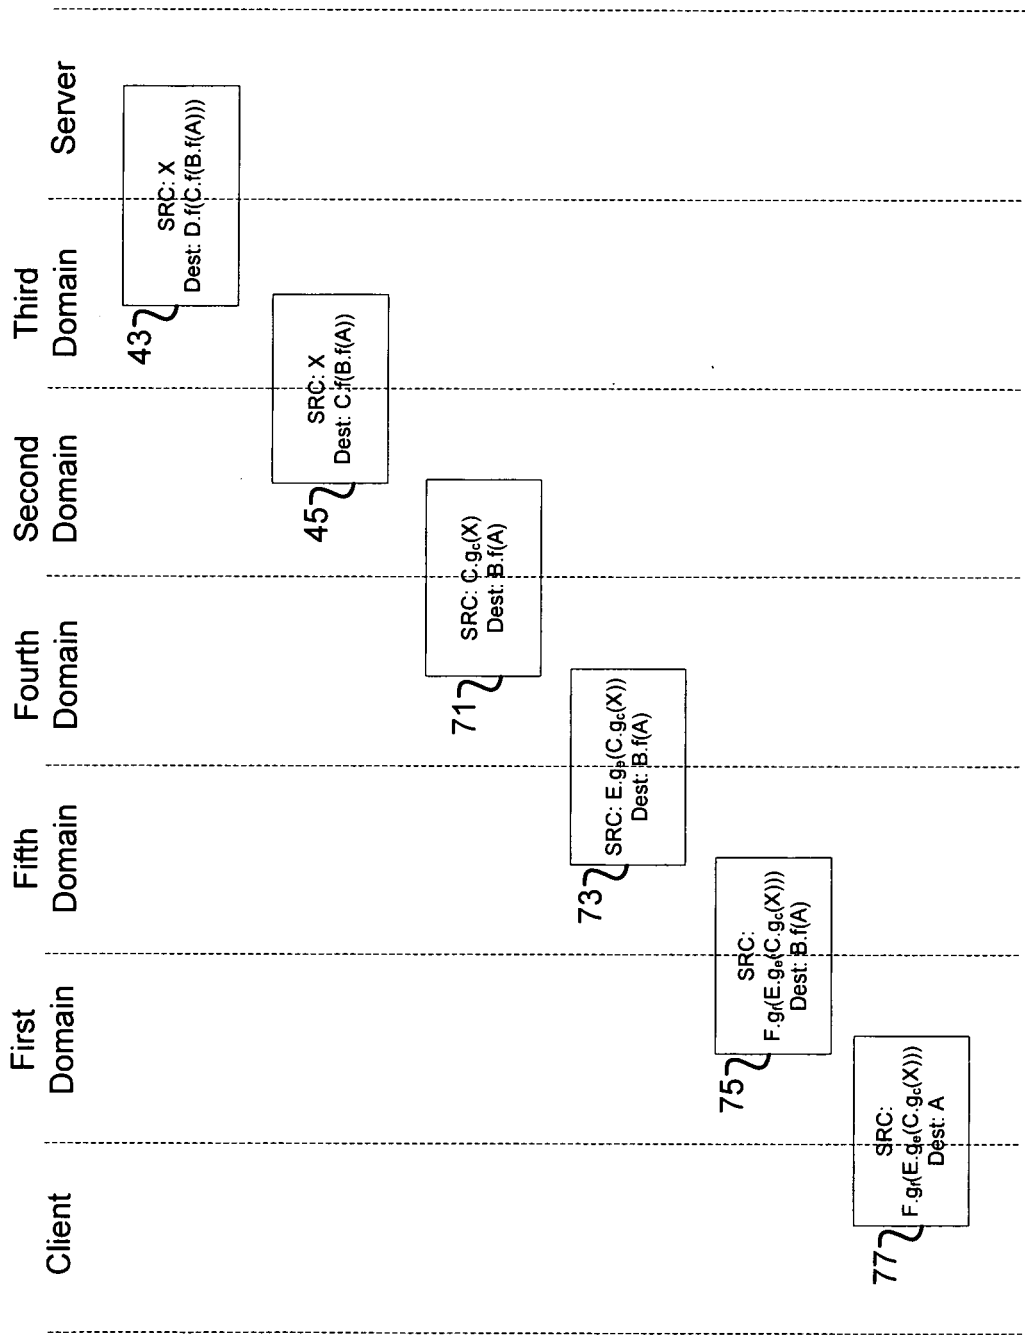 Client
First
Domain
Fifth
Domain
Fourth
Domain
Second
Domain
Third
Domain
Server
43
SRC: X
Dest: D.f(C.f(B.f(A)))
45
SRC: X
Dest: C.f(B.f(A))
71
SRC: C.gc(X)
Dest: B.f(A)
73
SRC: E.ge(C.gc(X))
Dest: B.f(A)
75
SRC:
F.gf(E.ge(C.gc(X)))
Dest: B.f(A)
77
SRC:
F.gf(E.ge(C.gc(X)))
Dest: A